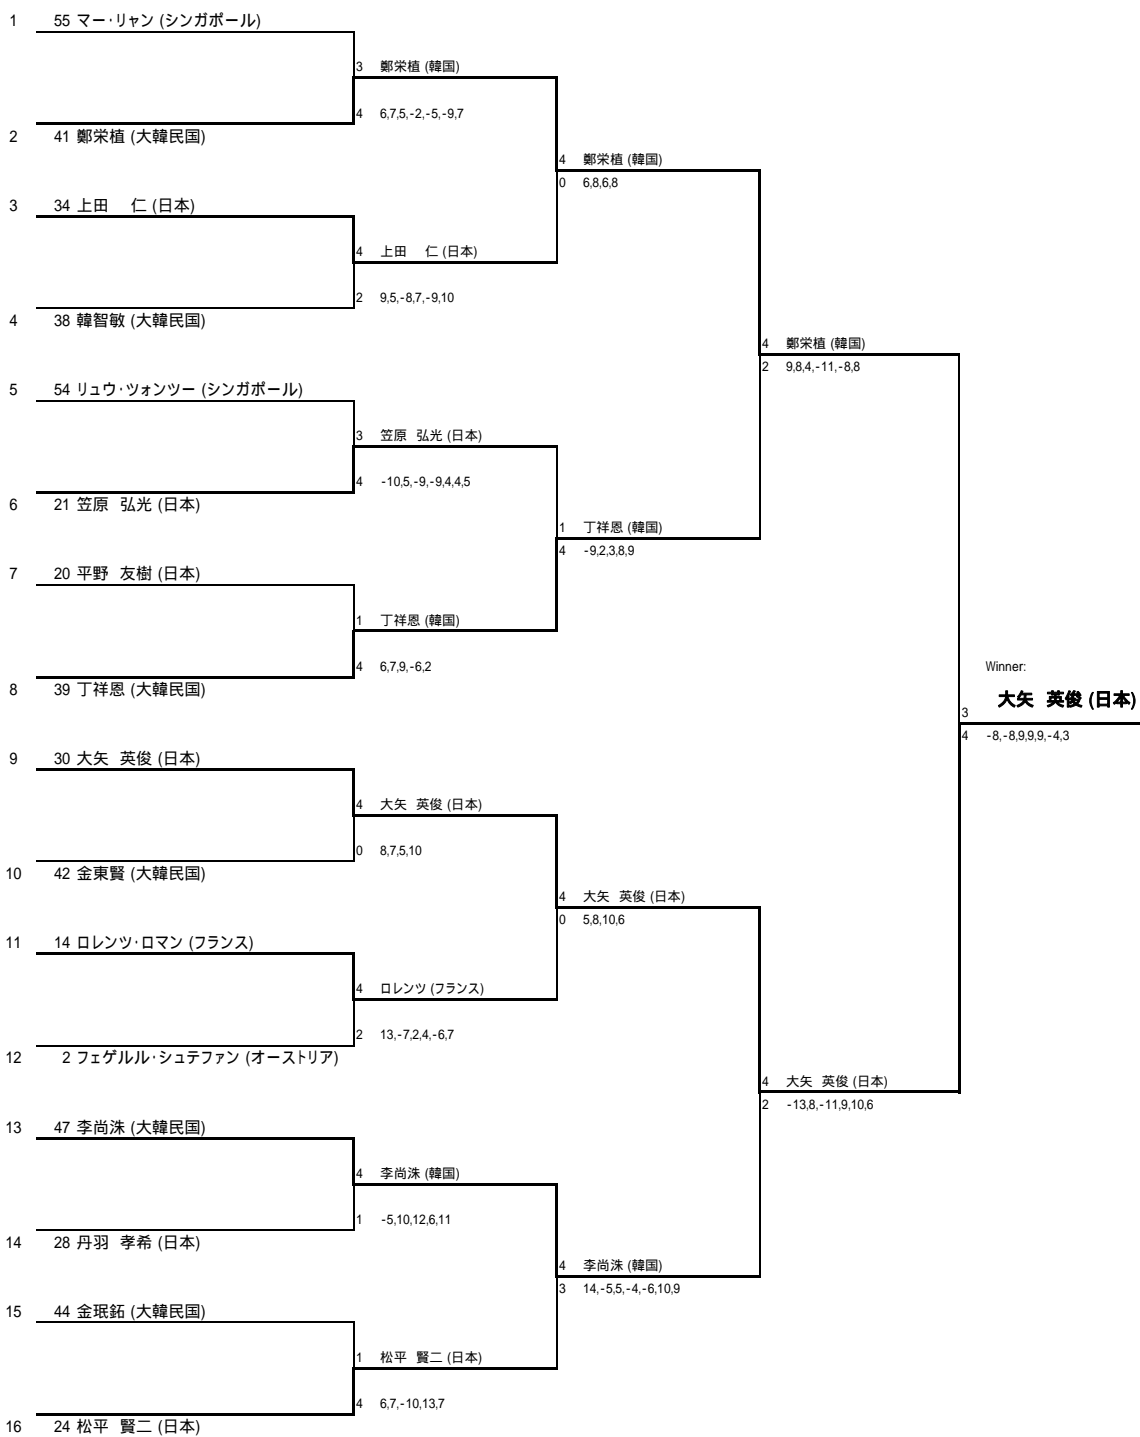 1 55 マー・リャン (シンガポール)
3 鄭栄植 (韓国)
4 6,7,5,-2,-5,-9,7
2 41 鄭栄植 (大韓民国)
4 鄭栄植 (韓国)
0 6,8,6,8
3 34 上田 仁 (日本)
4 上田 仁 (日本)
2 9,5,-8,7,-9,10
4 38 韓智敏 (大韓民国)
4 鄭栄植 (韓国)
2 9,8,4,-11,-8,8
5 54 リュウ・ツォンツー (シンガポール)
3 笠原 弘光 (日本)
4 -10,5,-9,-9,4,4,5
6 21 笠原 弘光 (日本)
1 丁祥恩 (韓国)
4 -9,2,3,8,9
7 20 平野 友樹 (日本)
1 丁祥恩 (韓国)
4 6,7,9,-6,2
8 39 丁祥恩 (大韓民国)
Winner:
大矢 英俊 (日本)
3
4 -8,-8,9,9,9,-4,3
9 30 大矢 英俊 (日本)
4 大矢 英俊 (日本)
0 8,7,5,10
10 42 金東賢 (大韓民国)
4 大矢 英俊 (日本)
0 5,8,10,6
11 14 ロレンツ・ロマン (フランス)
4 ロレンツ (フランス)
2 13,-7,2,4,-6,7
12 2 フェゲルル・シュテファン (オーストリア)
4 大矢 英俊 (日本)
2 -13,8,-11,9,10,6
13 47 李尚洙 (大韓民国)
4 李尚洙 (韓国)
1 -5,10,12,6,11
14 28 丹羽 孝希 (日本)
4 李尚洙 (韓国)
3 14,-5,5,-4,-6,10,9
15 44 金珉鉐 (大韓民国)
1 松平 賢二 (日本)
4 6,7,-10,13,7
16 24 松平 賢二 (日本)